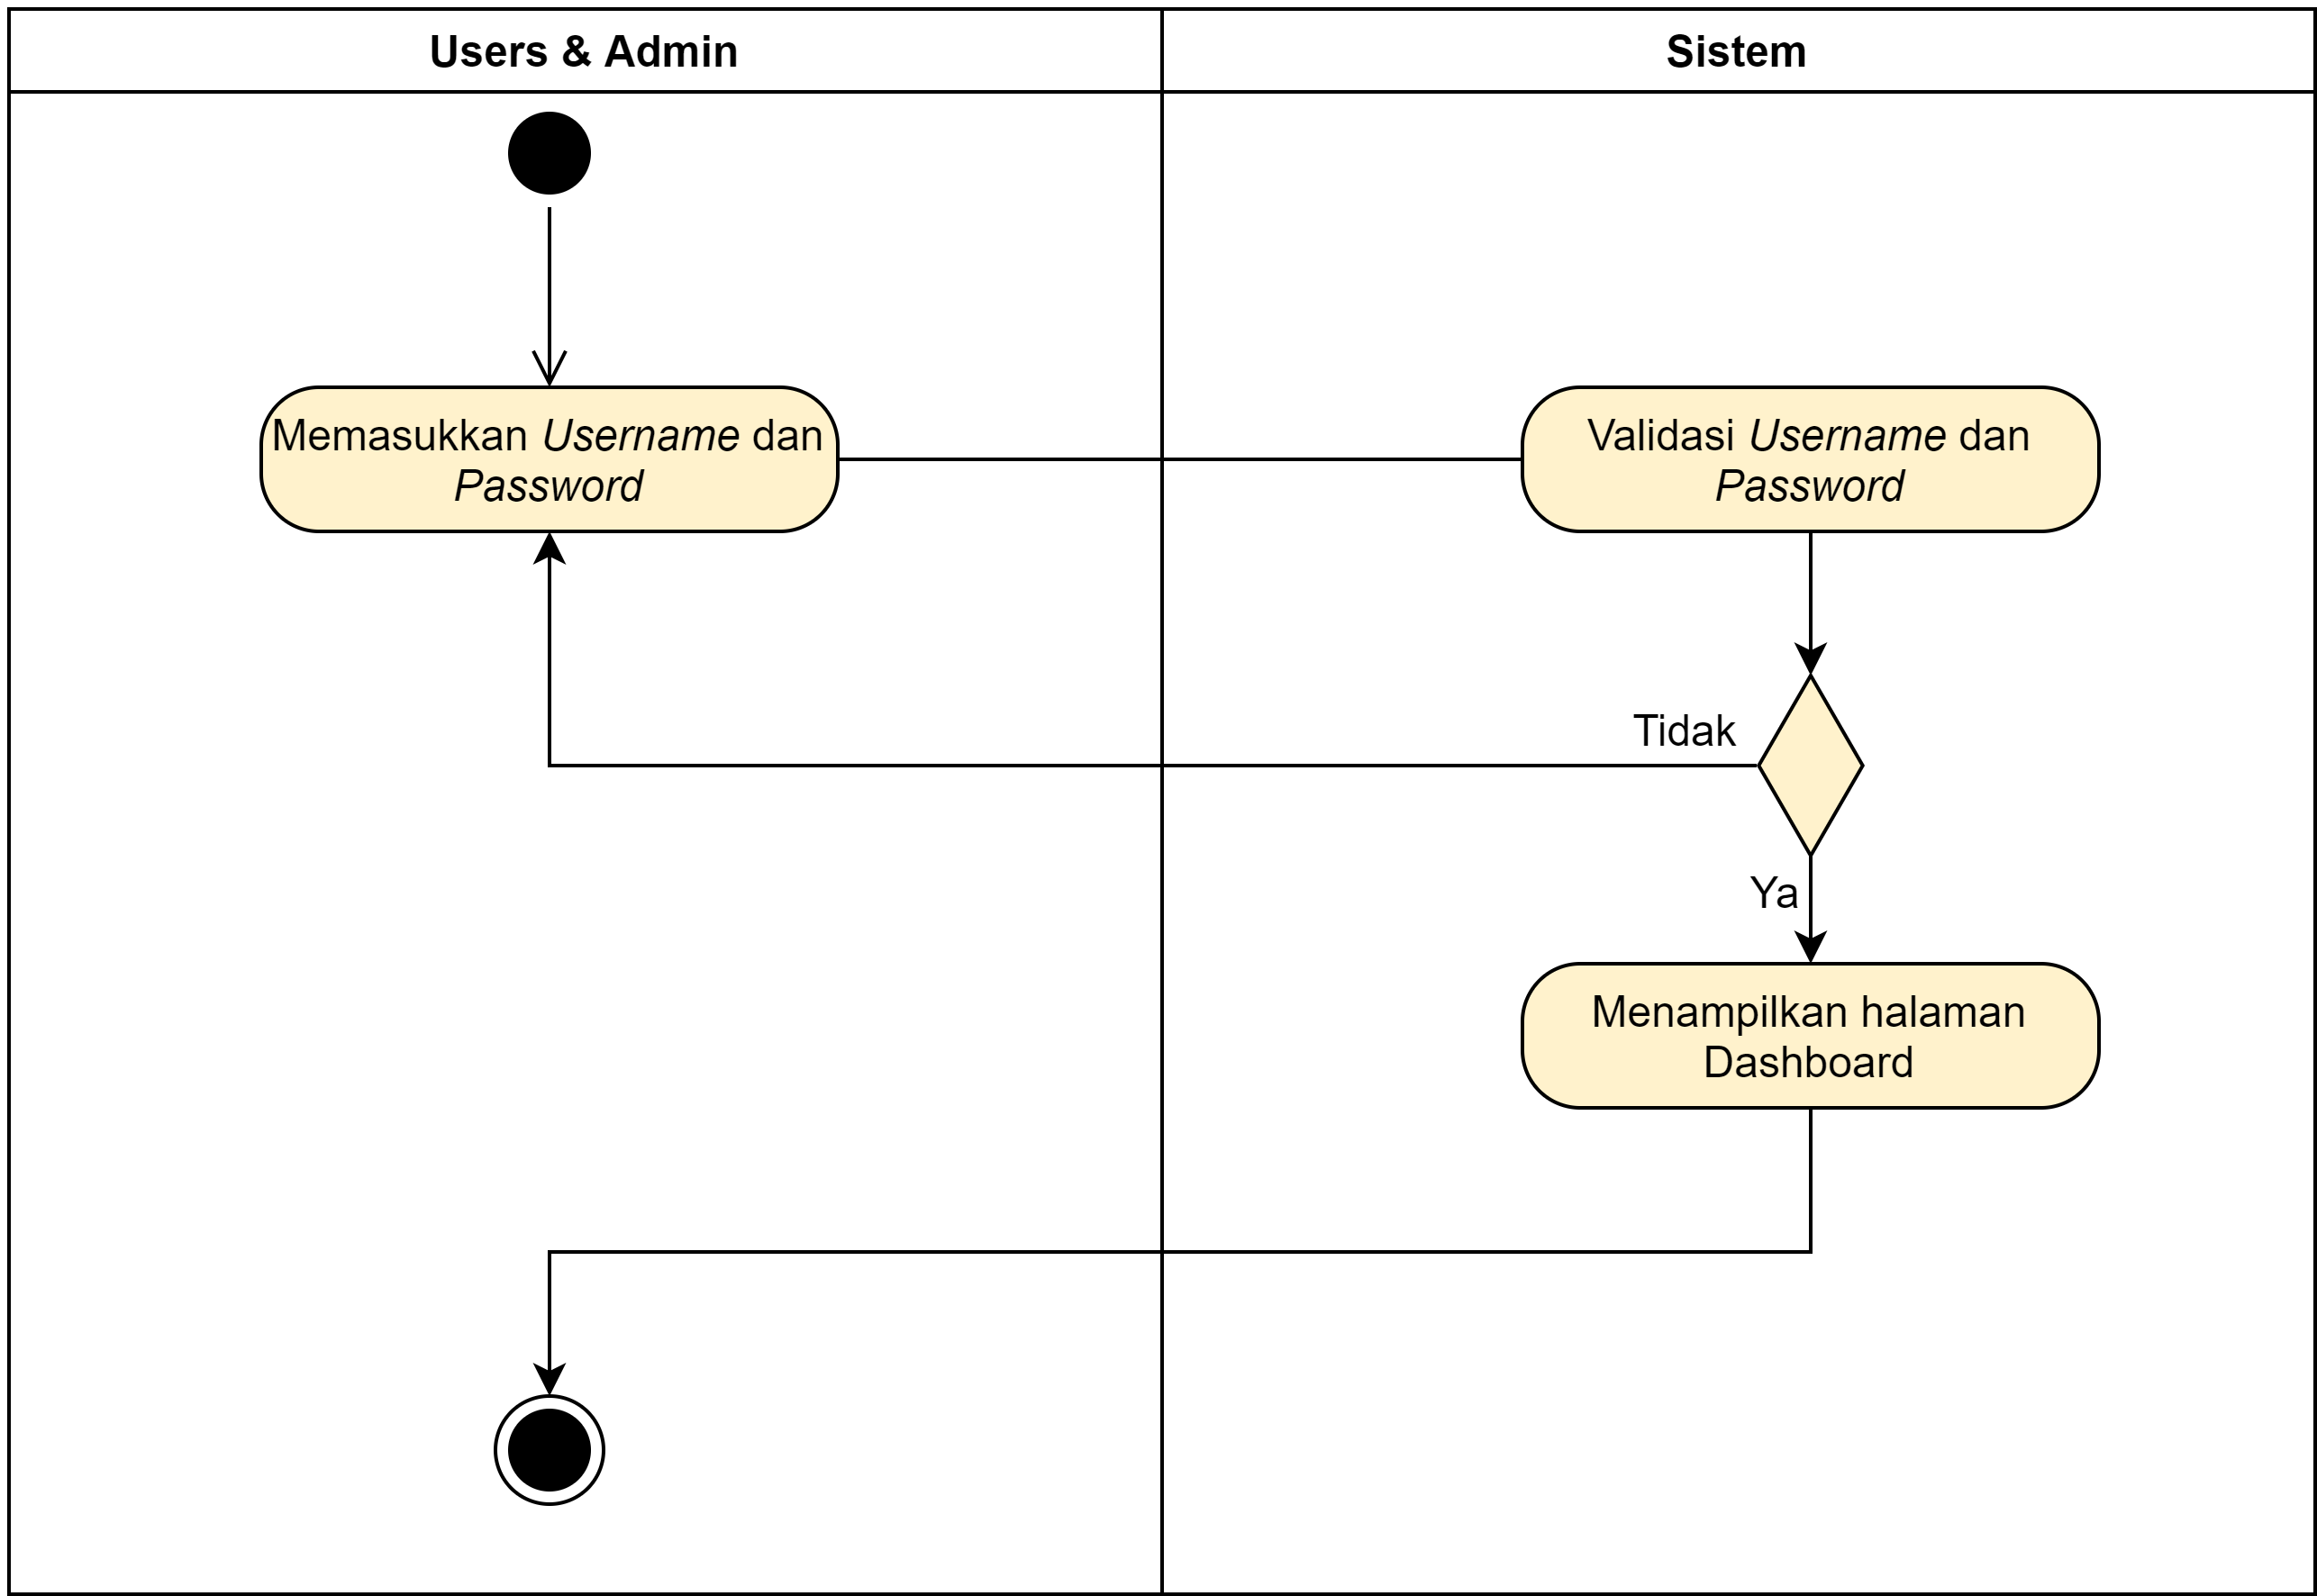 Users & Admin
Sistem
Memasukkan Username dan
Password
Validasi Username dan
Password
Tidak
Ya
Menampilkan halaman
Dashboard